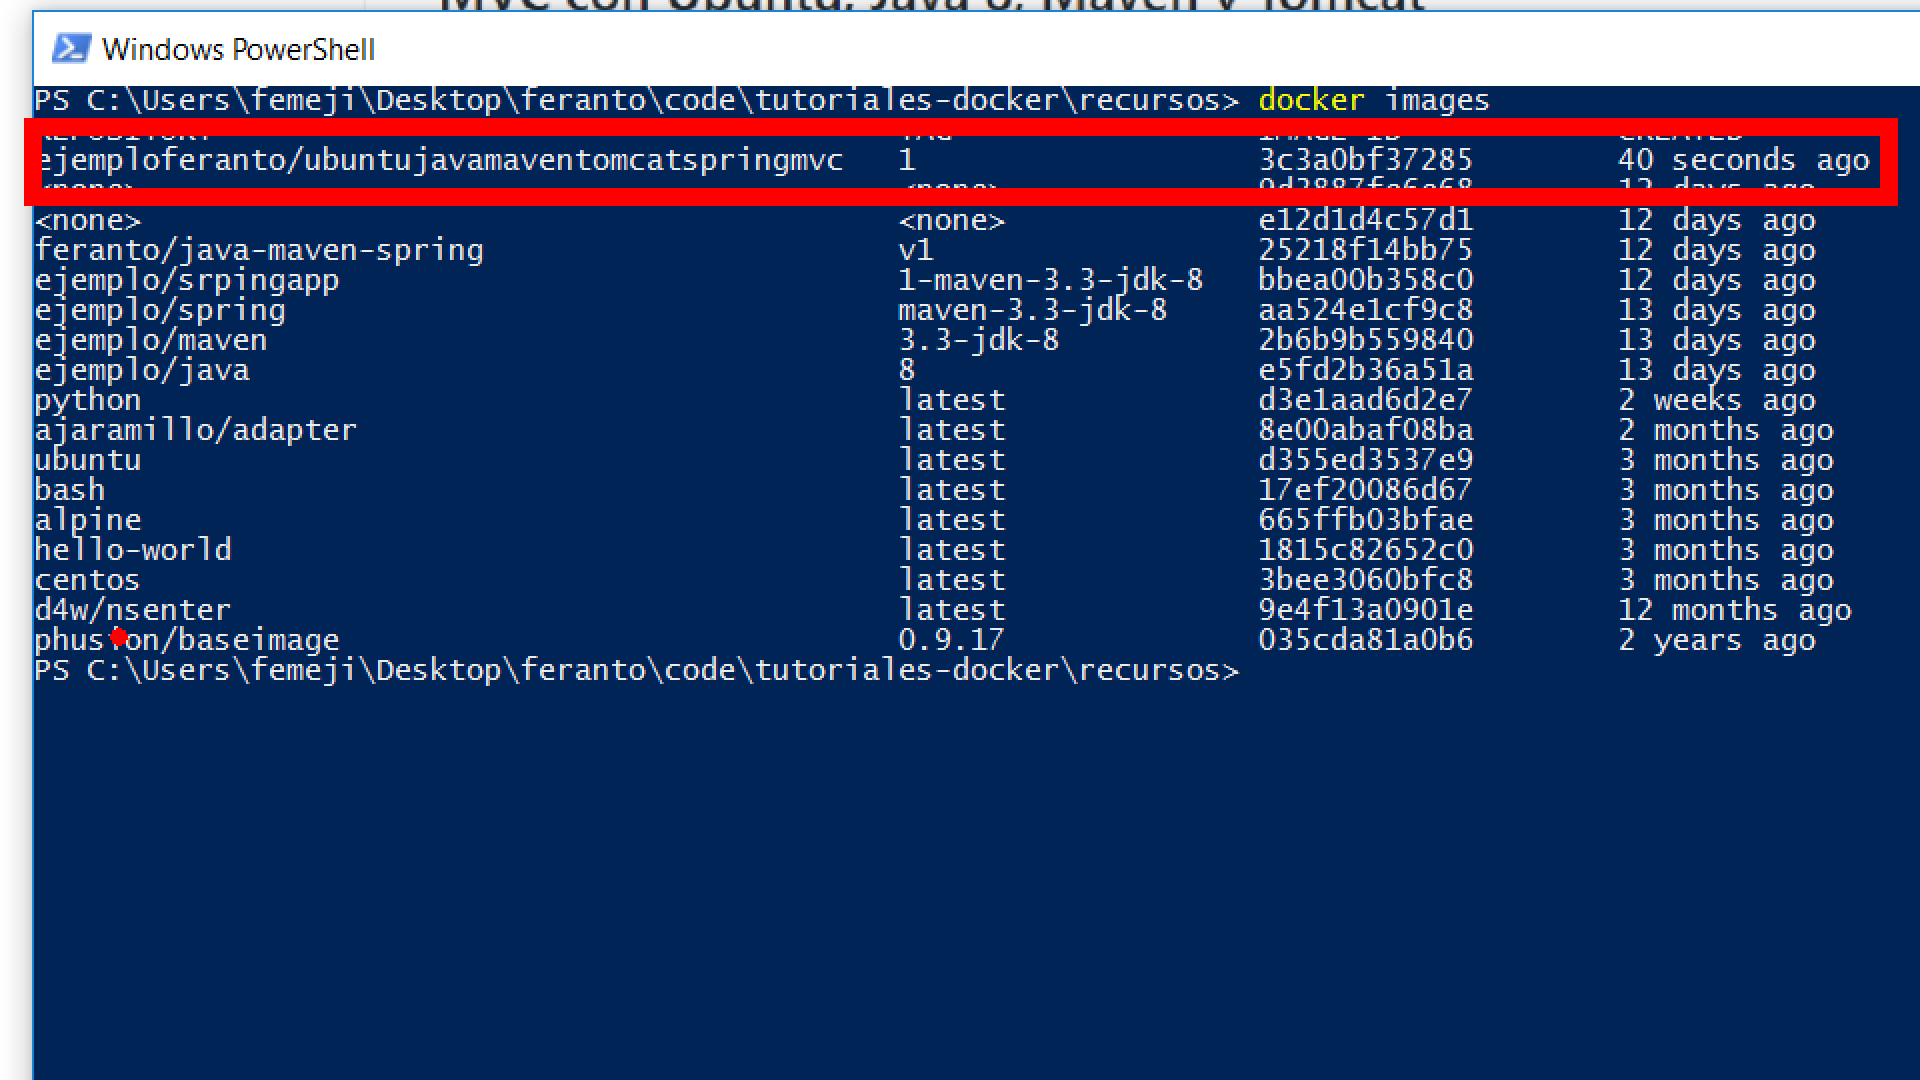 MVC con Ubuntu, Java 8, Maven y Tomcat
Windows PowerShell
PS C:\Users\femeji\Desktop\feranto\code\tutoriales-docker\recursos> docker images
REPOSITORY TAG IMAGE ID CREATED
ejemploferanto/ubuntujavamaventomcatspringmvc 1 3c3a0bf37285 40 seconds ago
<none> <none> 12 days ago
<none> <none> e12d1d4c57d1 12 days ago
feranto/java-maven-spring v1 25218f14bb75 12 days ago
ejemplo/srpingapp 1-maven-3.3-jdk-8 bbea00b358c0 12 days ago
ejemplo/spring maven-3.3-jdk-8 aa524e1cf9c8 13 days ago
ejemplo/maven 3.3-jdk-8 2b6b9b559840 13 days ago
ejemplo/java 8 e5fd2b36a51a 13 days ago
python latest d3e1aad6d2e7 2 weeks ago
ajaramillo/adapter latest 8e00abaf08ba 2 months ago
ubuntu latest d355ed3537e9 3 months ago
bash latest 17ef20086d67 3 months ago
alpine latest 665ffb03bfae 3 months ago
hello-world latest 1815c82652c0 3 months ago
centos latest 3bee3060bfc8 3 months ago
d4w/nsenter latest 9e4f13a0901e 12 months ago
phusion/baseimage 0.9.17 035cda81a0b6 2 years ago
PS C:\Users\femeji\Desktop\feranto\code\tutoriales-docker\recursos>